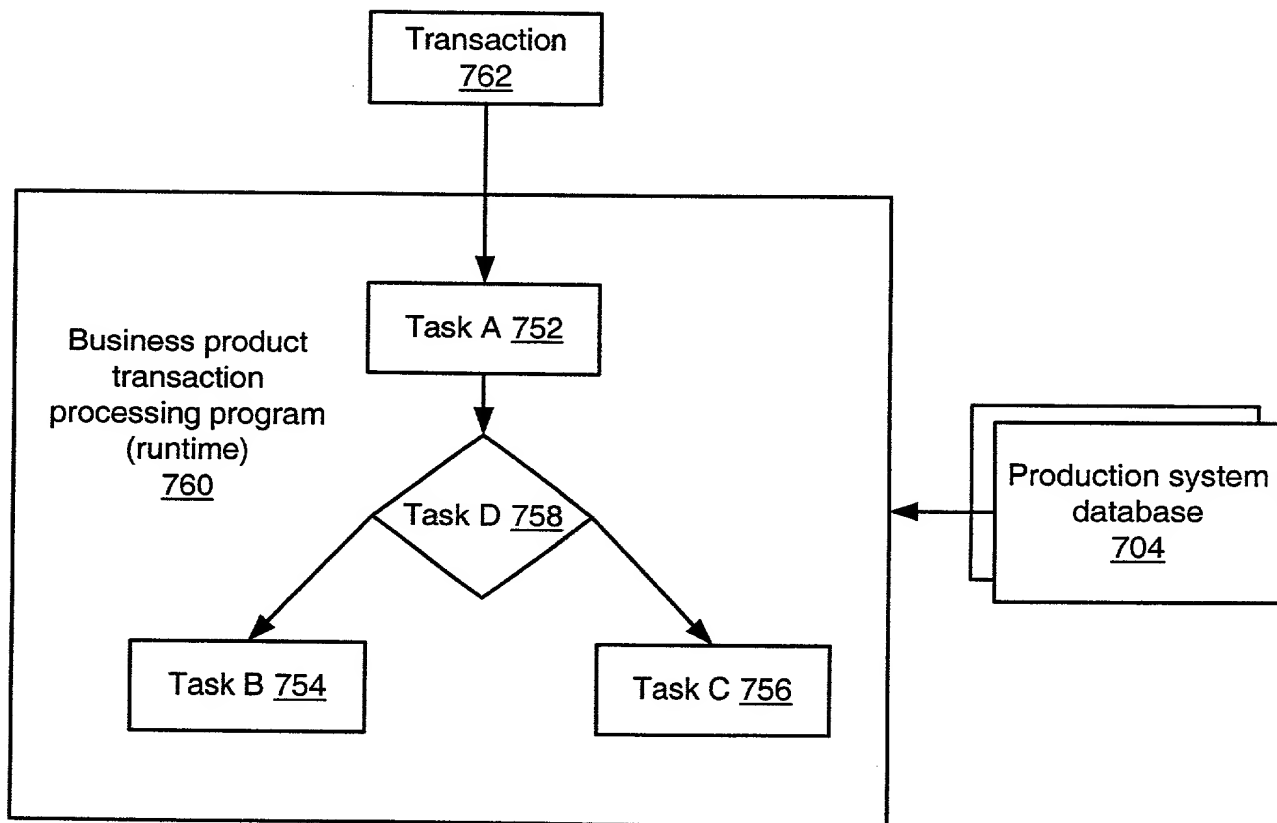 Transaction
762
Task A 752
Business product
transaction
processing program
(runtime)
760
Task D 758
Production system
database
704
Task B 754
Task C 756